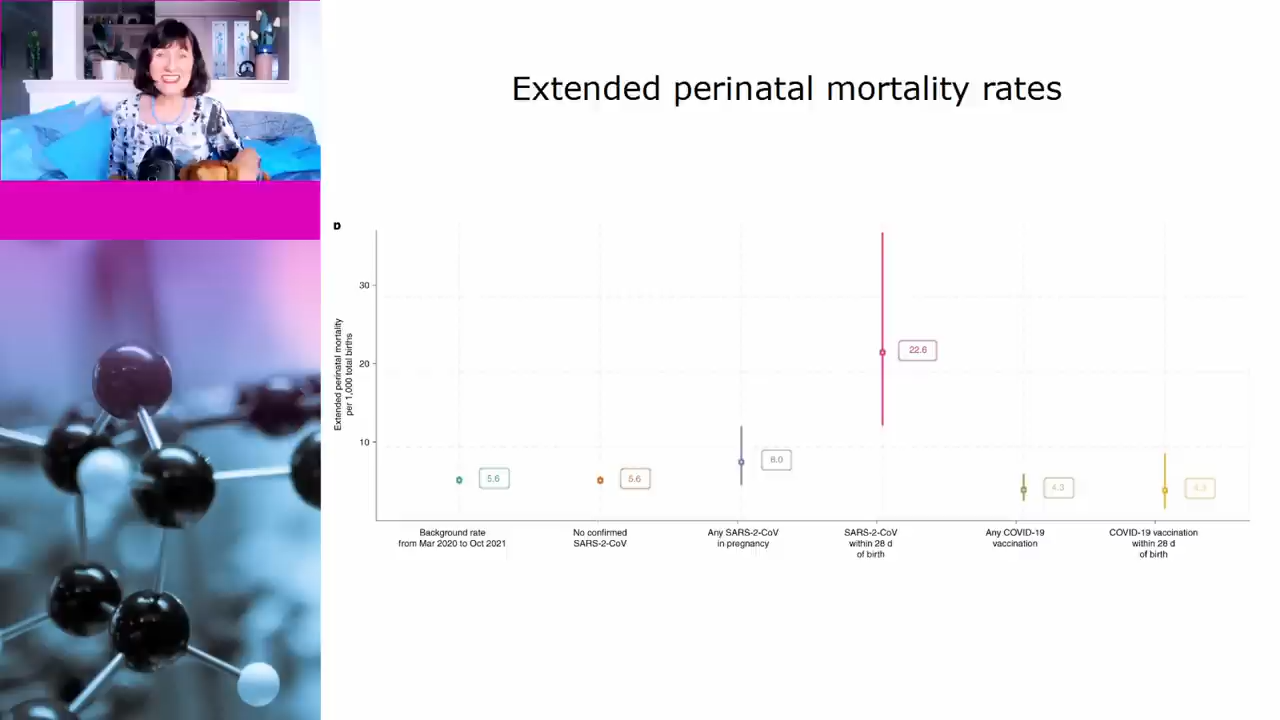 Extended perinatal mortality rates
Extended perinatal mortality
per 1,000 total births
30
20
10
5.6
5.6
8.0
22.6
4.3
4.3
Background rate
from Mar 2020 to Oct 2021
No confirmed
SARS-2-CoV
Any SARS-2-CoV
in pregnancy
SARS-2-CoV
within 28 d
of birth
Any COVID-19
vaccination
COVID-19 vaccination
within 28 d
of birth